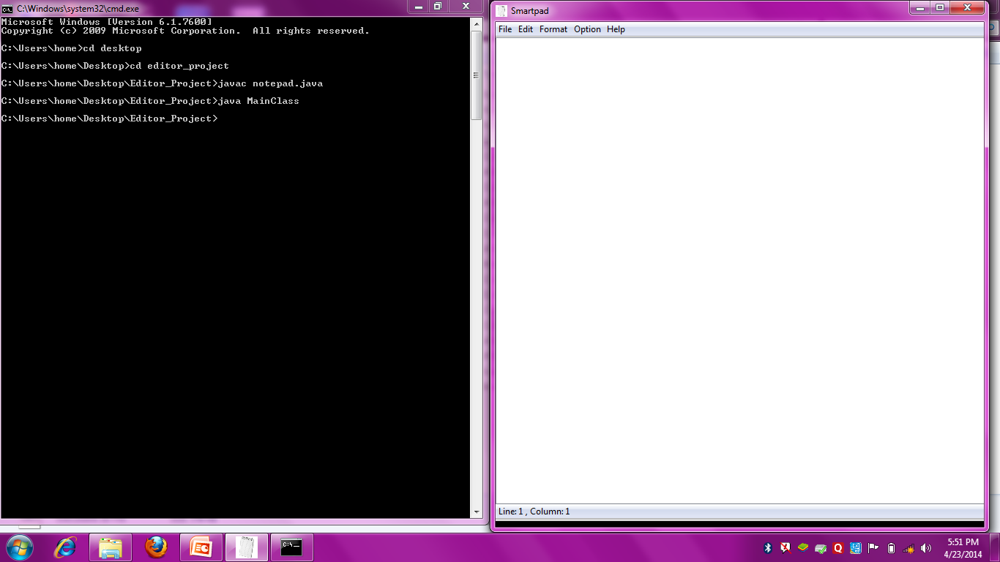 C:\Windows\system32\cmd.exe
Microsoft Windows [Version 6.1.7600]
Copyright (c) 2009 Microsoft Corporation.  All rights reserved.
C:\Users\home>cd desktop
C:\Users\home\Desktop>cd editor_project
C:\Users\home\Desktop\Editor_Project>javac notepad.java
C:\Users\home\Desktop\Editor_Project>java MainClass
C:\Users\home\Desktop\Editor_Project>
Smartpad
File Edit Format Option Help
Line: 1 , Column: 1
5:51 PM
4/23/2014